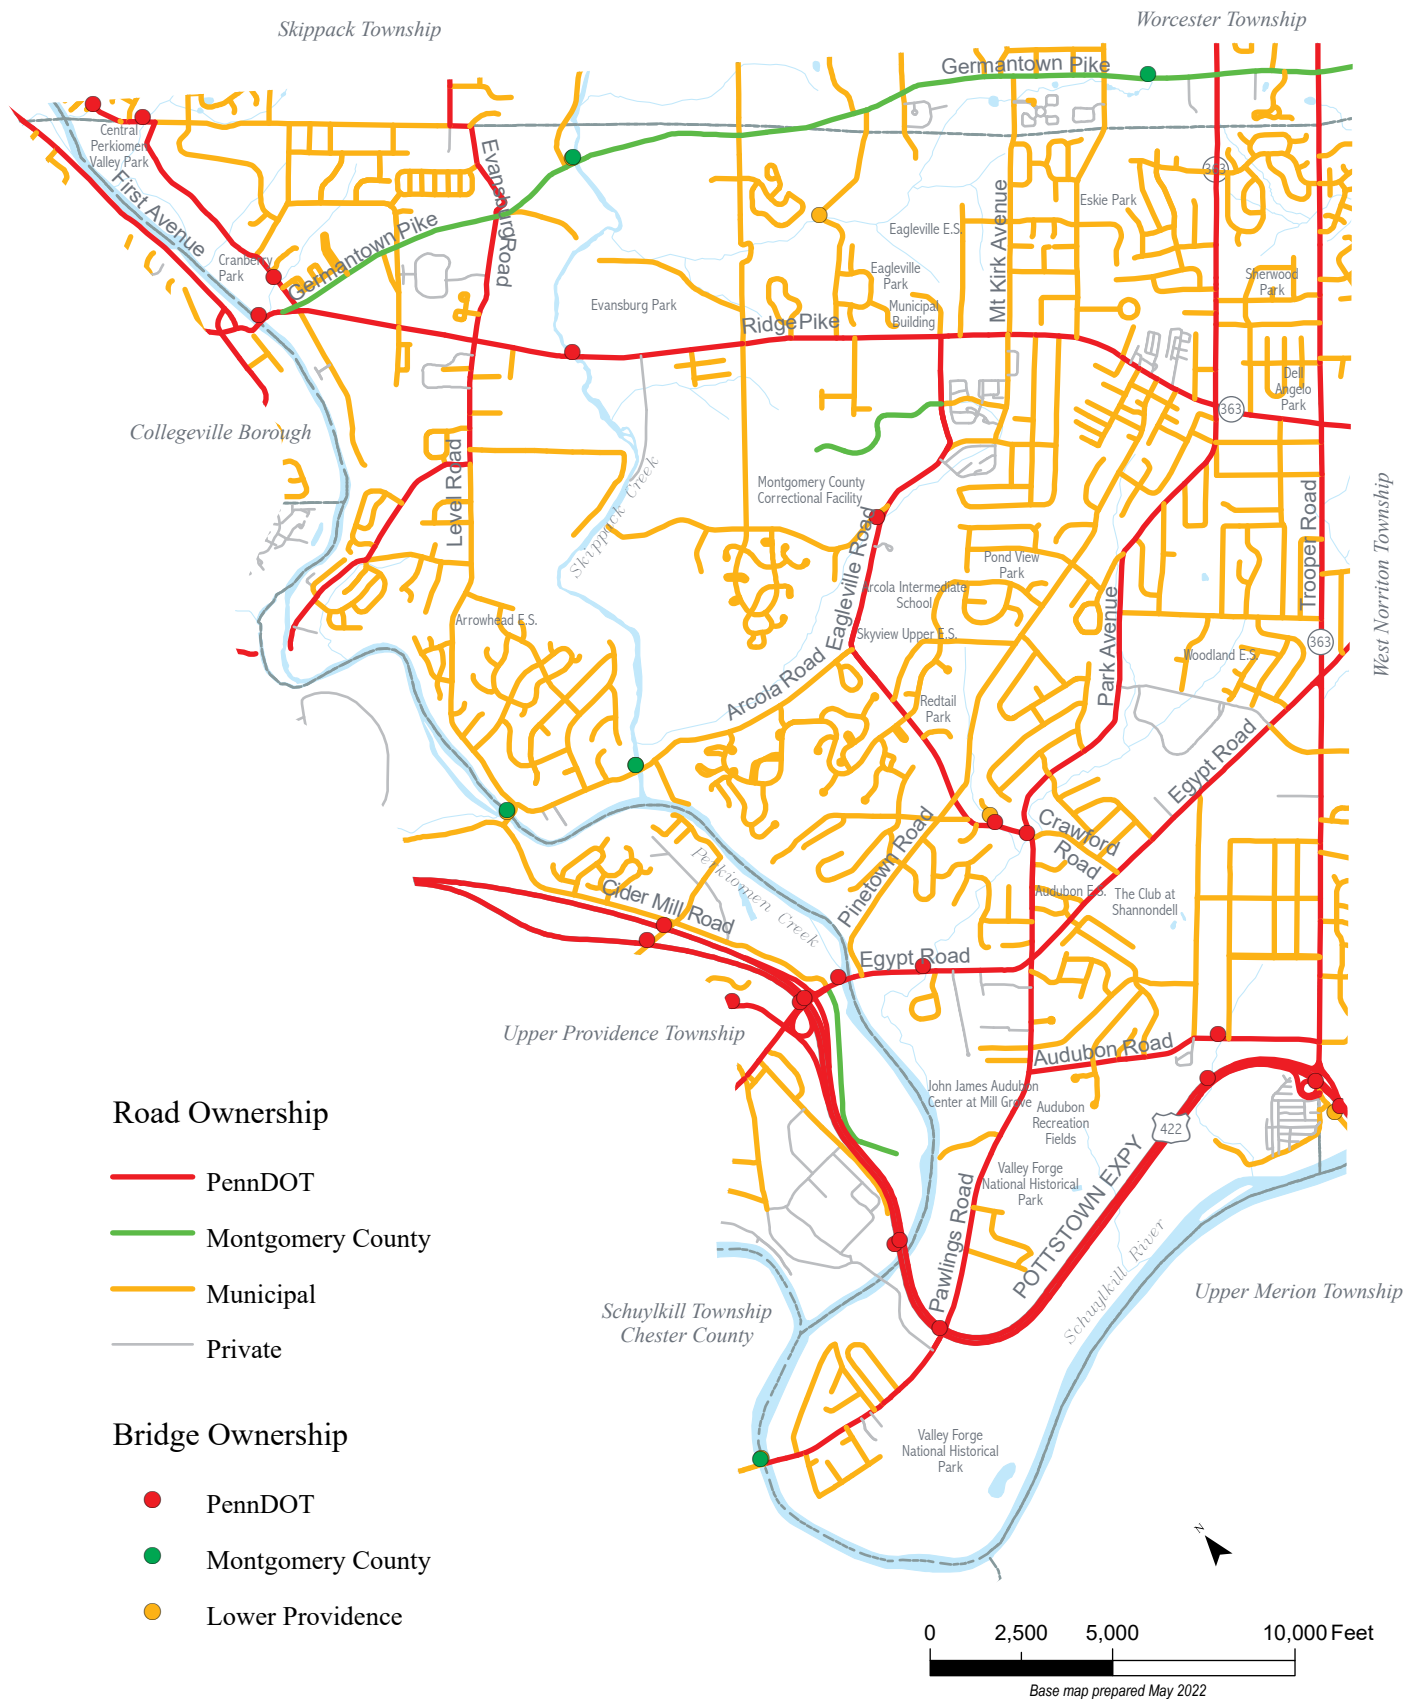 Skippack Township
Worcester Township
Germantown Pike
Central
Perkiomen
Valley Park
First Avenue
Evansburg Road
Mt Kirk Avenue
363
Eskie Park
Eagleville E.S.
Cranberry
Park
Germantown Pike
Eagleville
Park
Sherwood
Park
Evansburg Park
Municipal
Building
Ridge Pike
Dell
Angelo
Park
363
Collegeville Borough
Level Road
Skippack Creek
Montgomery County
Correctional Facility
Trooper Road
West Norriton Township
Eagleville Road
Pond View
Park
Arcola Intermediate
School
Park Avenue
Arrowhead E.S.
Skyview Upper E.S.
363
Woodland E.S.
Arcola Road
Redtail
Park
Egypt Road
Crawford
Road
Pinetown Road
Perkiomen Creek
Cider Mill Road
Audubon E.S.
The Club at
Shannondell
Egypt Road
Upper Providence Township
Audubon Road
John James Audubon
Center at Mill Grove
Audubon
Recreation
Fields
422
Valley Forge
National Historical
Park
POTTSTOWN EXPY
Pawlings Road
Schuylkill River
Upper Merion Township
Schuylkill Township
Chester County
Valley Forge
National Historical
Park
Road Ownership
PennDOT
Montgomery County
Municipal
Private
Bridge Ownership
PennDOT
Montgomery County
Lower Providence
N
0 2,500 5,000 10,000 Feet
Base map prepared May 2022